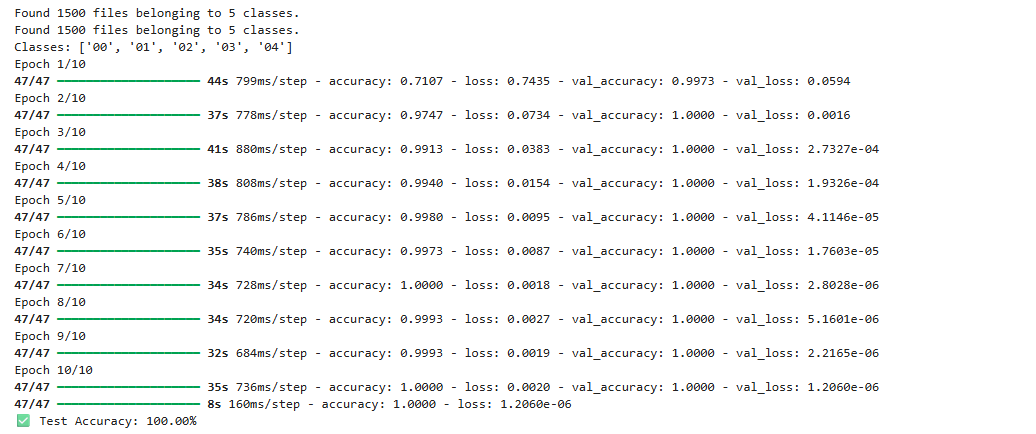 Found 1500 files belonging to 5 classes.
Found 1500 files belonging to 5 classes.
Classes: ['00', '01', '02', '03', '04']
Epoch 1/10
47/47 ━━━━━━━━━━━━━━━━━━━━ 44s 799ms/step - accuracy: 0.7107 - loss: 0.7435 - val_accuracy: 0.9973 - val_loss: 0.0594
Epoch 2/10
47/47 ━━━━━━━━━━━━━━━━━━━━ 37s 778ms/step - accuracy: 0.9747 - loss: 0.0734 - val_accuracy: 1.0000 - val_loss: 0.0016
Epoch 3/10
47/47 ━━━━━━━━━━━━━━━━━━━━ 41s 880ms/step - accuracy: 0.9913 - loss: 0.0383 - val_accuracy: 1.0000 - val_loss: 2.7327e-04
Epoch 4/10
47/47 ━━━━━━━━━━━━━━━━━━━━ 38s 808ms/step - accuracy: 0.9940 - loss: 0.0154 - val_accuracy: 1.0000 - val_loss: 1.9326e-04
Epoch 5/10
47/47 ━━━━━━━━━━━━━━━━━━━━ 37s 786ms/step - accuracy: 0.9980 - loss: 0.0095 - val_accuracy: 1.0000 - val_loss: 4.1146e-05
Epoch 6/10
47/47 ━━━━━━━━━━━━━━━━━━━━ 35s 740ms/step - accuracy: 0.9973 - loss: 0.0087 - val_accuracy: 1.0000 - val_loss: 1.7603e-05
Epoch 7/10
47/47 ━━━━━━━━━━━━━━━━━━━━ 34s 728ms/step - accuracy: 1.0000 - loss: 0.0018 - val_accuracy: 1.0000 - val_loss: 2.8028e-06
Epoch 8/10
47/47 ━━━━━━━━━━━━━━━━━━━━ 34s 720ms/step - accuracy: 0.9993 - loss: 0.0027 - val_accuracy: 1.0000 - val_loss: 5.1601e-06
Epoch 9/10
47/47 ━━━━━━━━━━━━━━━━━━━━ 32s 684ms/step - accuracy: 0.9993 - loss: 0.0019 - val_accuracy: 1.0000 - val_loss: 2.2165e-06
Epoch 10/10
47/47 ━━━━━━━━━━━━━━━━━━━━ 35s 736ms/step - accuracy: 1.0000 - loss: 0.0020 - val_accuracy: 1.0000 - val_loss: 1.2060e-06
47/47 ━━━━━━━━━━━━━━━━━━━━ 8s 160ms/step - accuracy: 1.0000 - loss: 1.2060e-06
✅ Test Accuracy: 100.00%